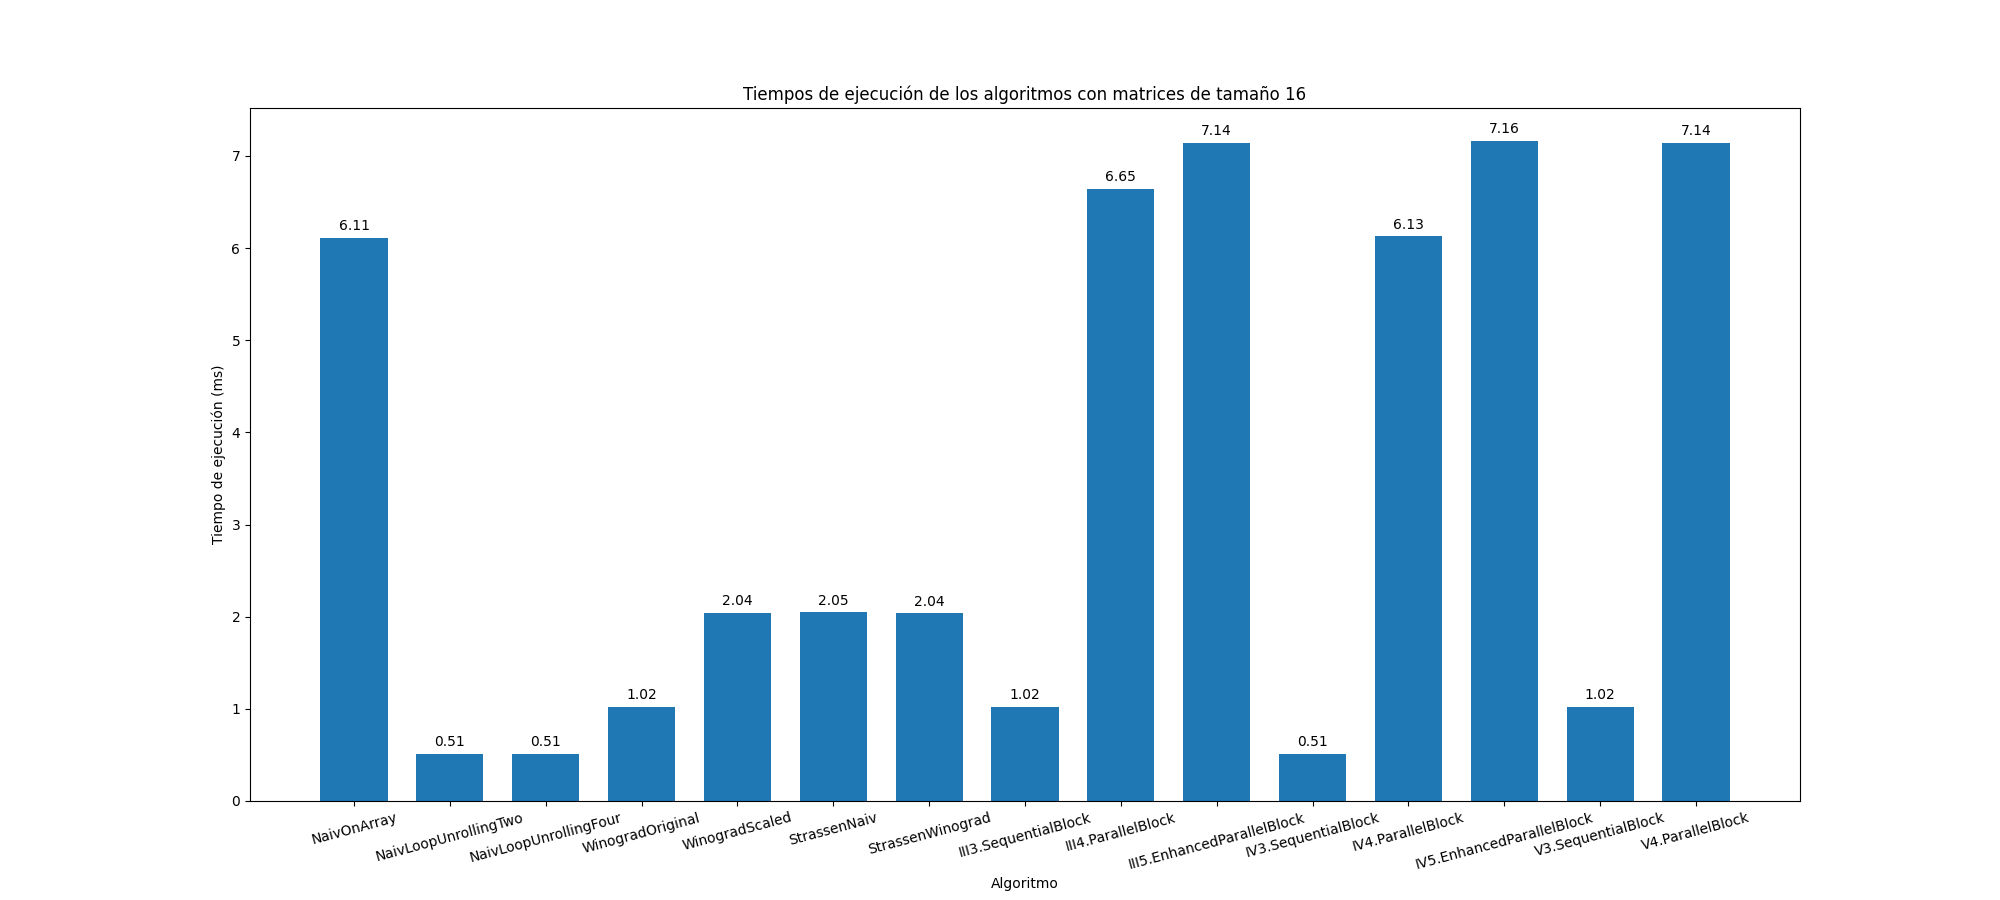 Tiempos de ejecución de los algoritmos con matrices de tamaño 16
Tiempo de ejecución (ms)
7
6
5
4
3
2
1
0
6.11
0.51
0.51
1.02
2.04
2.05
2.04
1.02
6.65
7.14
0.51
6.13
7.16
1.02
7.14
NaivOnArray
NaivLoopUnrollingTwo
NaivLoopUnrollingFour
WinogradOriginal
WinogradScaled
StrassenNaiv
StrassenWinograd
III3.SequentialBlock
III4.ParallelBlock
III5.EnhancedParallelBlock
IV3.SequentialBlock
IV4.ParallelBlock
IV5.EnhancedParallelBlock
V3.SequentialBlock
V4.ParallelBlock
Algoritmo